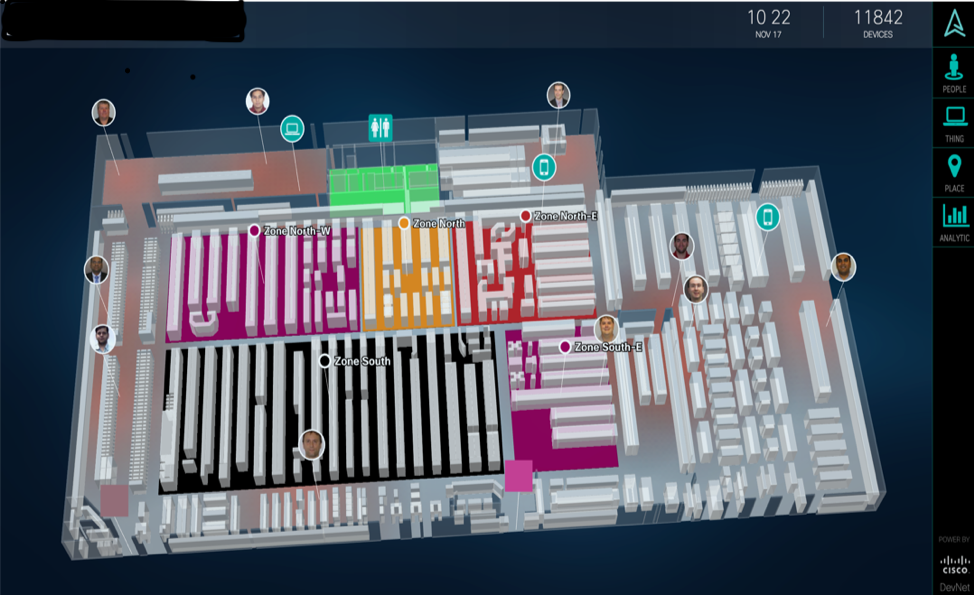 10 22
NOV 17
11842
DEVICES
PEOPLE
THING
PLACE
ANALYTIC
Zone North-W
Zone North
Zone North-E
Zone South
Zone South-E
POWER BY
CISCO
DevNet